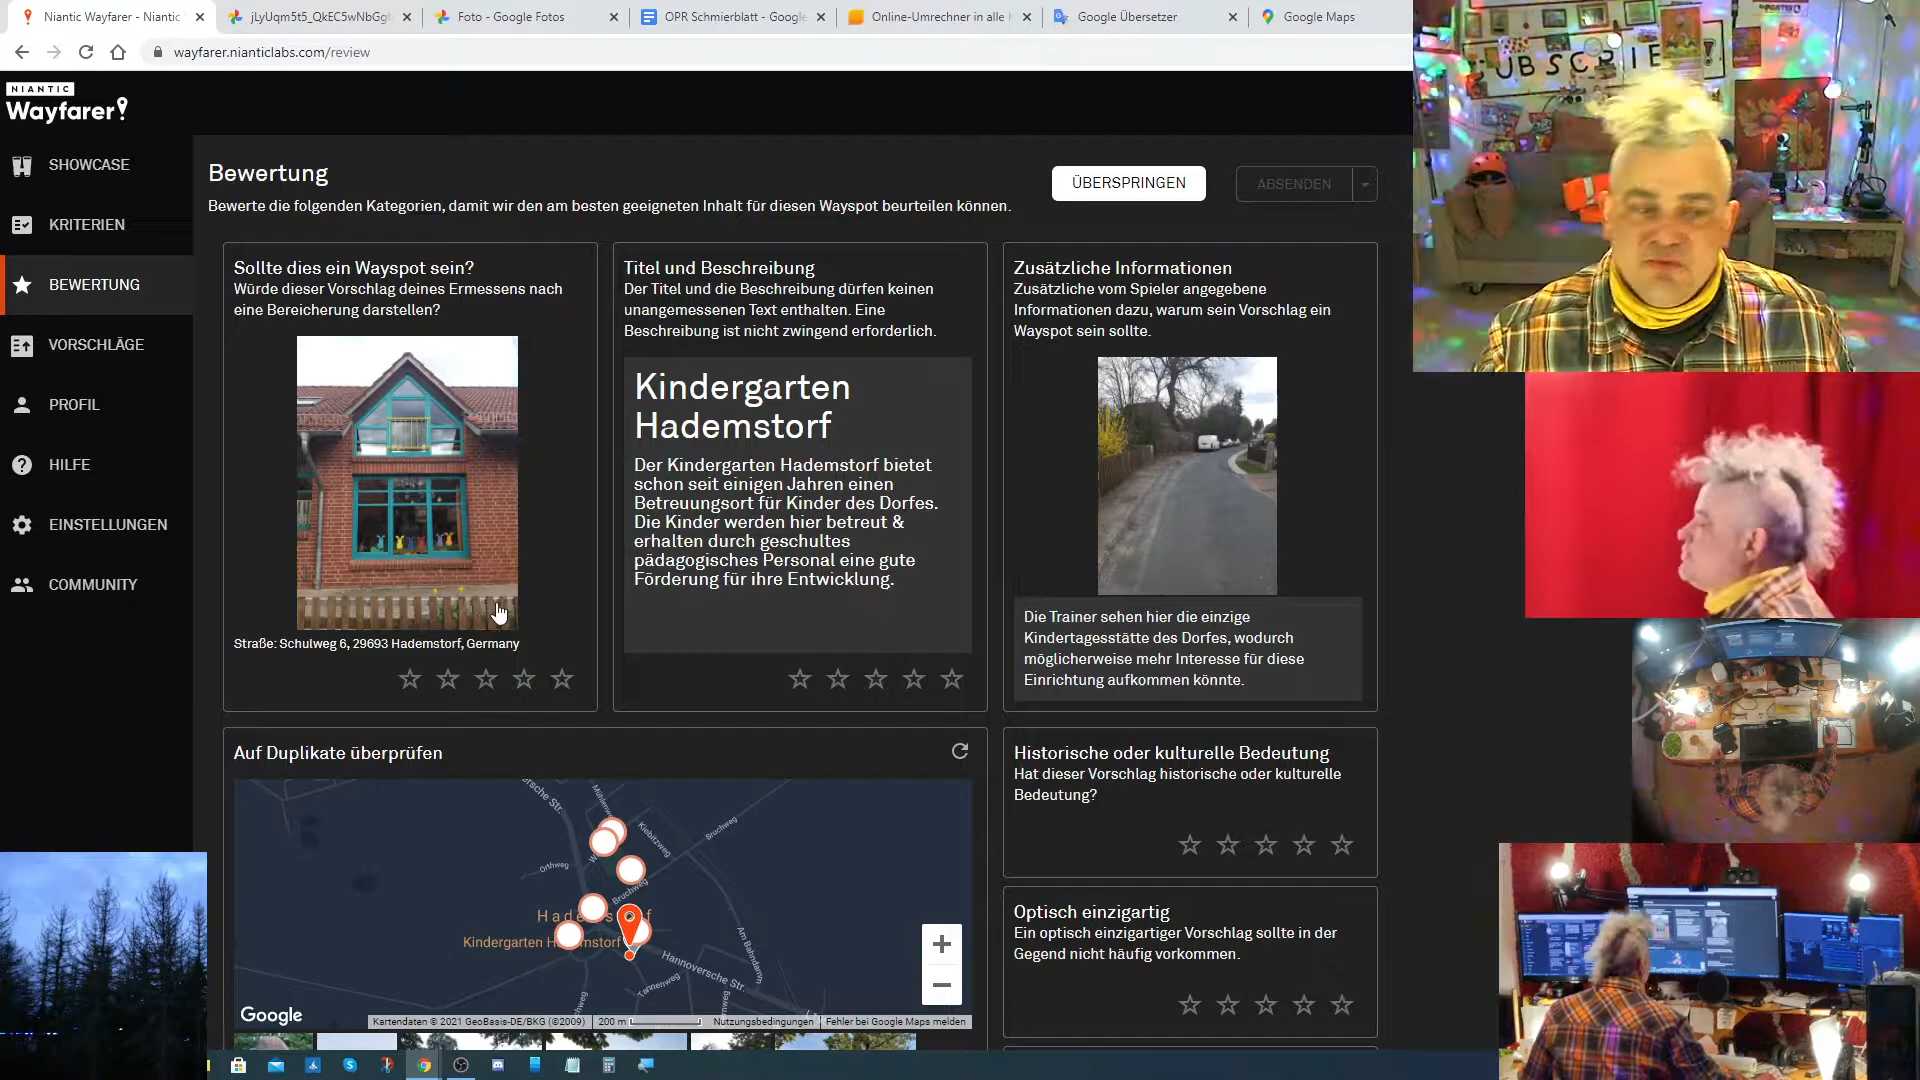 Niantic Wayfarer - Niantic
jLyUqm5t5_QkEC5wNbGgl
Foto - Google Fotos
OPR Schmierblatt - Google
Online-Umrechner in alle
Google Übersetzer
Google Maps
wayfarer.nianticlabs.com/review
NIANTIC
Wayfarer
SHOWCASE
KRITERIEN
BEWERTUNG
VORSCHLÄGE
PROFIL
HILFE
EINSTELLUNGEN
COMMUNITY
Bewertung
Bewerte die folgenden Kategorien, damit wir den am besten geeigneten Inhalt für diesen Wayspot beurteilen können.
ÜBERSPRINGEN
ABSENDEN
Sollte dies ein Wayspot sein?
Würde dieser Vorschlag deines Ermessens nach
eine Bereicherung darstellen?
Straße: Schulweg 6, 29693 Hademstorf, Germany
Titel und Beschreibung
Der Titel und die Beschreibung dürfen keinen
unangemessenen Text enthalten. Eine
Beschreibung ist nicht zwingend erforderlich.
Kindergarten
Hademstorf
Der Kindergarten Hademstorf bietet
schon seit einigen Jahren einen
Betreuungsort für Kinder des Dorfes.
Die Kinder werden hier betreut &
erhalten durch geschultes
pädagogisches Personal eine gute
Förderung für ihre Entwicklung.
Zusätzliche Informationen
Zusätzliche vom Spieler angegebene
Informationen dazu, warum sein Vorschlag ein
Wayspot sein sollte.
Die Trainer sehen hier die einzige
Kindertagesstätte des Dorfes, wodurch
möglicherweise mehr Interesse für diese
Einrichtung aufkommen könnte.
Auf Duplikate überprüfen
Kiebitzweg
Bruchweg
Orthweg
Bruchweg
Kindergarten
Am Bahndamm
Hannoversche Str.
Tannenweg
Google
Kartendaten © 2021 GeoBasis-DE/BKG (©2009)
200 m
Nutzungsbedingungen
Fehler bei Google Maps melden
Historische oder kulturelle Bedeutung
Hat dieser Vorschlag historische oder kulturelle
Bedeutung?
Optisch einzigartig
Ein optisch einzigartiger Vorschlag sollte in der
Gegend nicht häufig vorkommen.